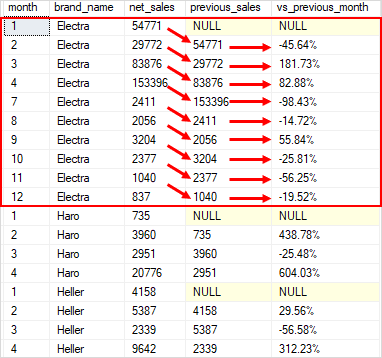 month brand_name net_sales previous_sales vs_previous_month
1 Electra 54771 NULL NULL
2 Electra 29772 54771 -45.64%
3 Electra 83876 29772 181.73%
4 Electra 153396 83876 82.88%
7 Electra 2411 153396 -98.43%
8 Electra 2056 2411 -14.72%
9 Electra 3204 2056 55.84%
10 Electra 2377 3204 -25.81%
11 Electra 1040 2377 -56.25%
12 Electra 837 1040 -19.52%
1 Haro 735 NULL NULL
2 Haro 3960 735 438.78%
3 Haro 2951 3960 -25.48%
4 Haro 20776 2951 604.03%
1 Heller 4158 NULL NULL
2 Heller 5387 4158 29.56%
3 Heller 2339 5387 -56.58%
4 Heller 9642 2339 312.23%